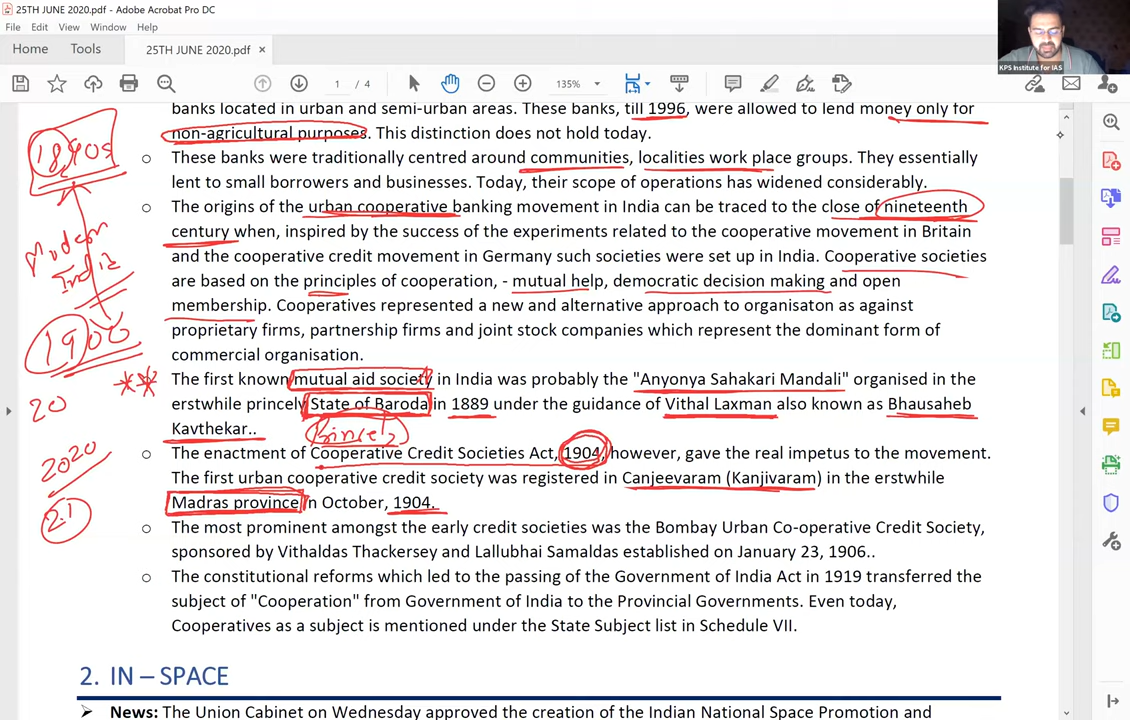 25TH JUNE 2020.pdf - Adobe Acrobat Pro DC
File Edit View Window Help
Home Tools 25TH JUNE 2020.pdf ×
1 / 4 135%
KPS Institute for IAS
banks located in urban and semi-urban areas. These banks, till 1996, were allowed to lend money only for
non-agricultural purposes. This distinction does not hold today.
These banks were traditionally centred around communities, localities work place groups. They essentially
lent to small borrowers and businesses. Today, their scope of operations has widened considerably.
The origins of the urban cooperative banking movement in India can be traced to the close of nineteenth
century when, inspired by the success of the experiments related to the cooperative movement in Britain
and the cooperative credit movement in Germany such societies were set up in India. Cooperative societies
are based on the principles of cooperation, - mutual help, democratic decision making and open
membership. Cooperatives represented a new and alternative approach to organisaton as against
proprietary firms, partnership firms and joint stock companies which represent the dominant form of
commercial organisation.
The first known mutual aid society in India was probably the "Anyonya Sahakari Mandali" organised in the
erstwhile princely State of Baroda in 1889 under the guidance of Vithal Laxman also known as Bhausaheb
Kavthekar..
The enactment of Cooperative Credit Societies Act, 1904, however, gave the real impetus to the movement.
The first urban cooperative credit society was registered in Canjeevaram (Kanjivaram) in the erstwhile
Madras province in October, 1904.
The most prominent amongst the early credit societies was the Bombay Urban Co-operative Credit Society,
sponsored by Vithaldas Thackersey and Lallubhai Samaldas established on January 23, 1906..
The constitutional reforms which led to the passing of the Government of India Act in 1919 transferred the
subject of "Cooperation" from Government of India to the Provincial Governments. Even today,
Cooperatives as a subject is mentioned under the State Subject list in Schedule VII.
2. IN – SPACE
News: The Union Cabinet on Wednesday approved the creation of the Indian National Space Promotion and
Modern
India
1900
20
2020
21